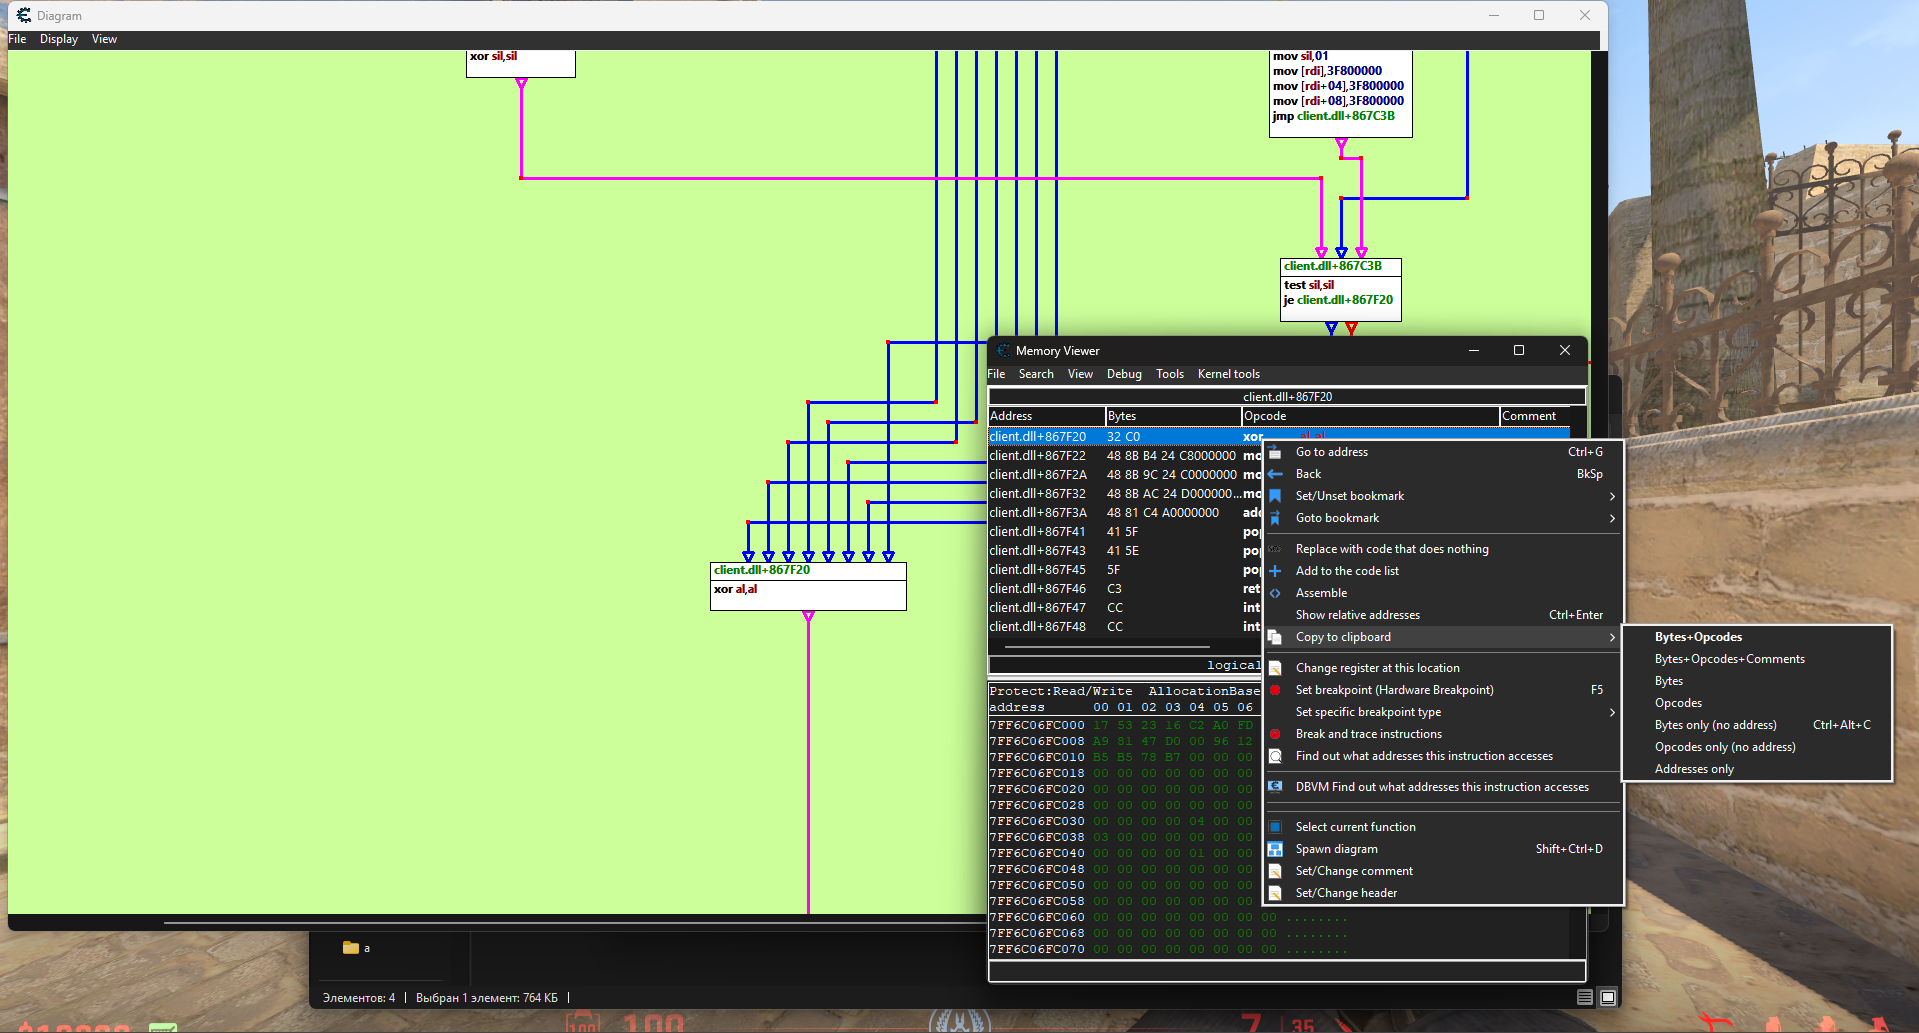 Diagram
File Display View
xor sil,sil
mov sil,01
mov [rdi],3F800000
mov [rdi+04],3F800000
mov [rdi+08],3F800000
jmp client.dll+867C3B
client.dll+867C3B
test sil,sil
je client.dll+867F20
client.dll+867F20
xor al,al
Memory Viewer
File Search View Debug Tools Kernel tools
client.dll+867F20
Address Bytes Opcode Comment
client.dll+867F20 32 C0 xor al,al
client.dll+867F22 48 8B B4 24 C8000000 mo
client.dll+867F2A 48 8B 9C 24 C0000000 mo
client.dll+867F32 48 8B AC 24 D000000... mo
client.dll+867F3A 48 81 C4 A0000000 add
client.dll+867F41 41 5F pop
client.dll+867F43 41 5E pop
client.dll+867F45 5F pop
client.dll+867F46 C3 ret
client.dll+867F47 CC int
client.dll+867F48 CC int
logical
Protect:Read/Write AllocationBase
address 00 01 02 03 04 05 06
7FF6C06FC000 17 53 23 16 C2 A0 FD
7FF6C06FC008 A9 81 47 D0 00 96 12
7FF6C06FC010 B5 B5 78 B7 00 00 00
7FF6C06FC018 00 00 00 00 00 00 00
7FF6C06FC020 00 00 00 00 00 00 00
7FF6C06FC028 00 00 00 00 00 00 00
7FF6C06FC030 00 00 00 00 04 00 00
7FF6C06FC038 03 00 00 00 00 00 00
7FF6C06FC040 00 00 00 00 01 00 00
7FF6C06FC048 00 00 00 00 00 00 00
7FF6C06FC050 00 00 00 00 00 00 00
7FF6C06FC058 00 00 00 00 00 00 00
7FF6C06FC060 00 00 00 00 00 00 00 00 ........
7FF6C06FC068 00 00 00 00 00 00 00 00 ........
7FF6C06FC070 00 00 00 00 00 00 00 00 ........
Go to address Ctrl+G
Back BkSp
Set/Unset bookmark
Goto bookmark
Replace with code that does nothing
Add to the code list
Assemble
Show relative addresses Ctrl+Enter
Copy to clipboard
Change register at this location
Set breakpoint (Hardware Breakpoint) F5
Set specific breakpoint type
Break and trace instructions
Find out what addresses this instruction accesses
DBVM Find out what addresses this instruction accesses
Select current function
Spawn diagram Shift+Ctrl+D
Set/Change comment
Set/Change header
Bytes+Opcodes
Bytes+Opcodes+Comments
Bytes
Opcodes
Bytes only (no address) Ctrl+Alt+C
Opcodes only (no address)
Addresses only
a
Элементов: 4 Выбран 1 элемент: 764 КБ
100 100 7 35